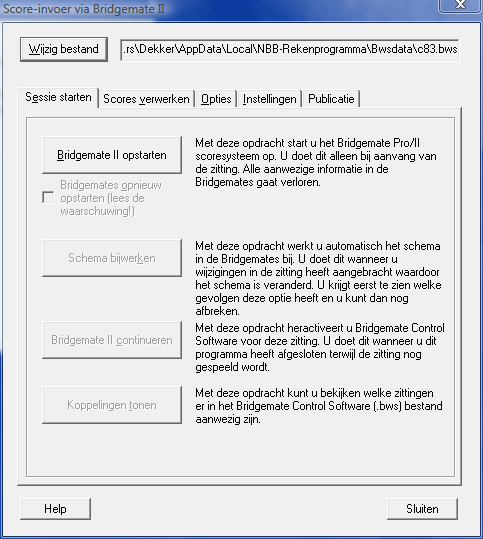 Score-invoer via Bridgemate II
Wijzig bestand
.rs\Dekker\AppData\Local\NBB-Rekenprogramma\Bwsdata\c83.bws
Sessie starten Scores verwerken Opties Instellingen Publicatie
Bridgemate II opstarten
Met deze opdracht start u het Bridgemate Pro/II
scoresysteem op. U doet dit alleen bij aanvang van
de zitting. Alle aanwezige informatie in de
Bridgemates gaat verloren.
Bridgemates opnieuw
opstarten (lees de
waarschuwing!)
Schema bijwerken
Met deze opdracht werkt u automatisch het schema
in de Bridgemates bij. U doet dit wanneer u
wijzigingen in de zitting heeft aangebracht waardoor
het schema is veranderd. U krijgt eerst te zien welke
gevolgen deze optie heeft en u kunt dan nog
afbreken.
Bridgemate II continueren
Met deze opdracht heractiveert u Bridgemate Control
Software voor deze zitting. U doet dit wanneer u dit
programma heeft afgesloten terwijl de zitting nog
gespeeld wordt.
Koppelingen tonen
Met deze opdracht kunt u bekijken welke zittingen
er in het Bridgemate Control Software (.bws) bestand
aanwezig zijn.
Help
Sluiten